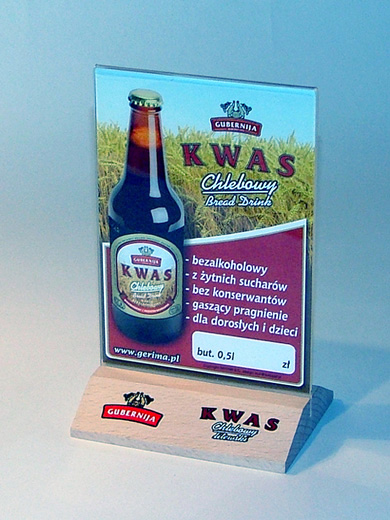 GUBERNIJA
KWAS
Chlebowy
Bread Drink
GUBERNIJA
KWAS
Chlebowy
Bread Drink
- bezalkoholowy
- z żytnich sucharów
- bez konserwantów
- gaszący pragnienie
- dla dorosłych i dzieci
but. 0,5l zł
www.gerima.pl
GUBERNIJA
KWAS
Chlebowy
litewski